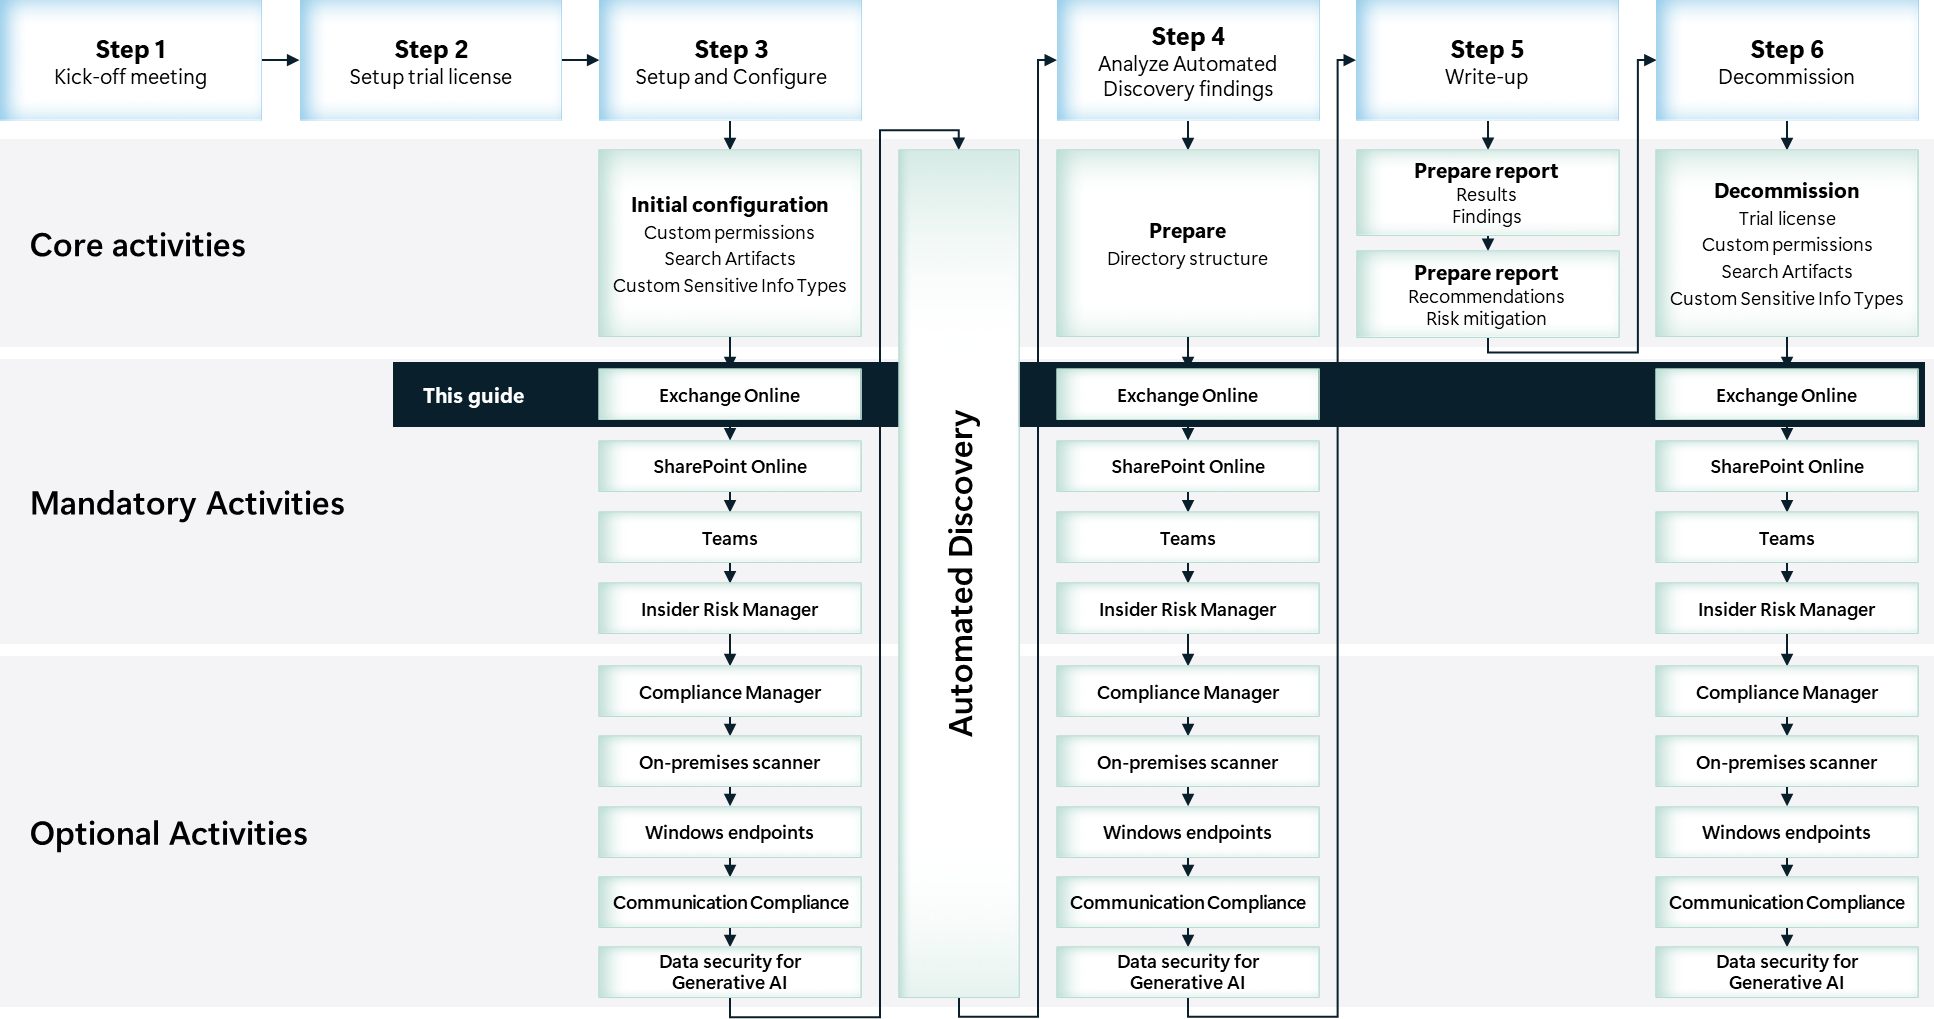 Step 1
Kick-off meeting
Step 2
Setup trial license
Step 3
Setup and Configure
Step 4
Analyze Automated
Discovery findings
Step 5
Write-up
Step 6
Decommission
Core activities
Initial configuration
Custom permissions
Search Artifacts
Custom Sensitive Info Types
Prepare
Directory structure
Prepare report
Results
Findings
Prepare report
Recommendations
Risk mitigation
Decommission
Trial license
Custom permissions
Search Artifacts
Custom Sensitive Info Types
Mandatory Activities
This guide
Exchange Online
SharePoint Online
Teams
Insider Risk Manager
Automated Discovery
Exchange Online
SharePoint Online
Teams
Insider Risk Manager
Exchange Online
SharePoint Online
Teams
Insider Risk Manager
Optional Activities
Compliance Manager
On-premises scanner
Windows endpoints
Communication Compliance
Data security for
Generative AI
Compliance Manager
On-premises scanner
Windows endpoints
Communication Compliance
Data security for
Generative AI
Compliance Manager
On-premises scanner
Windows endpoints
Communication Compliance
Data security for
Generative AI